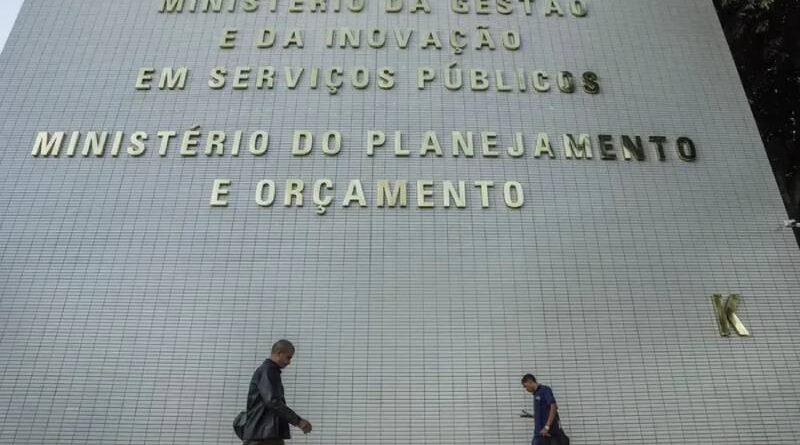 MINISTÉRIO DA GESTÃO
E DA INOVAÇÃO
EM SERVIÇOS PÚBLICOS
MINISTÉRIO DO PLANEJAMENTO
E ORÇAMENTO
K